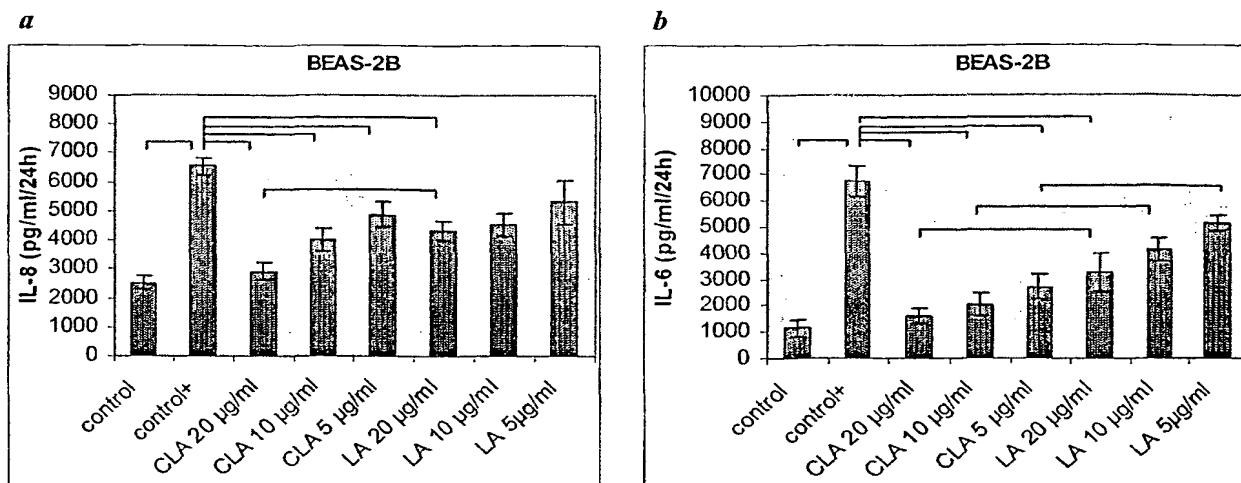 a
BEAS-2B
IL-8 (pg/ml/24h)
9000
8000
7000
6000
5000
4000
3000
2000
1000
0
control
control+
CLA 20 µg/ml
CLA 10 µg/ml
CLA 5 µg/ml
LA 20 µg/ml
LA 10 µg/ml
LA 5µg/ml
b
BEAS-2B
IL-6 (pg/ml/24h)
10000
9000
8000
7000
6000
5000
4000
3000
2000
1000
0
control
control+
CLA 20 µg/ml
CLA 10 µg/ml
CLA 5 µg/ml
LA 20 µg/ml
LA 10 µg/ml
LA 5µg/ml